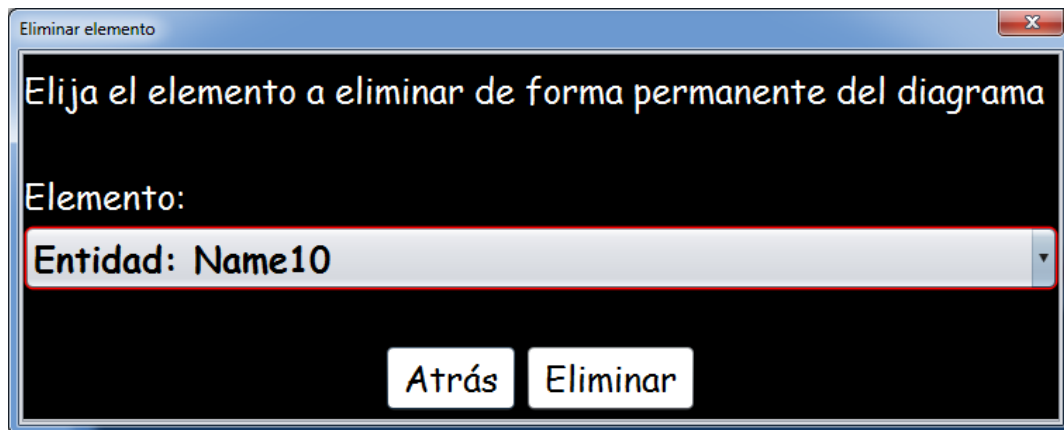 Eliminar elemento
Elija el elemento a eliminar de forma permanente del diagrama
Elemento:
Entidad: Name10
Atrás Eliminar